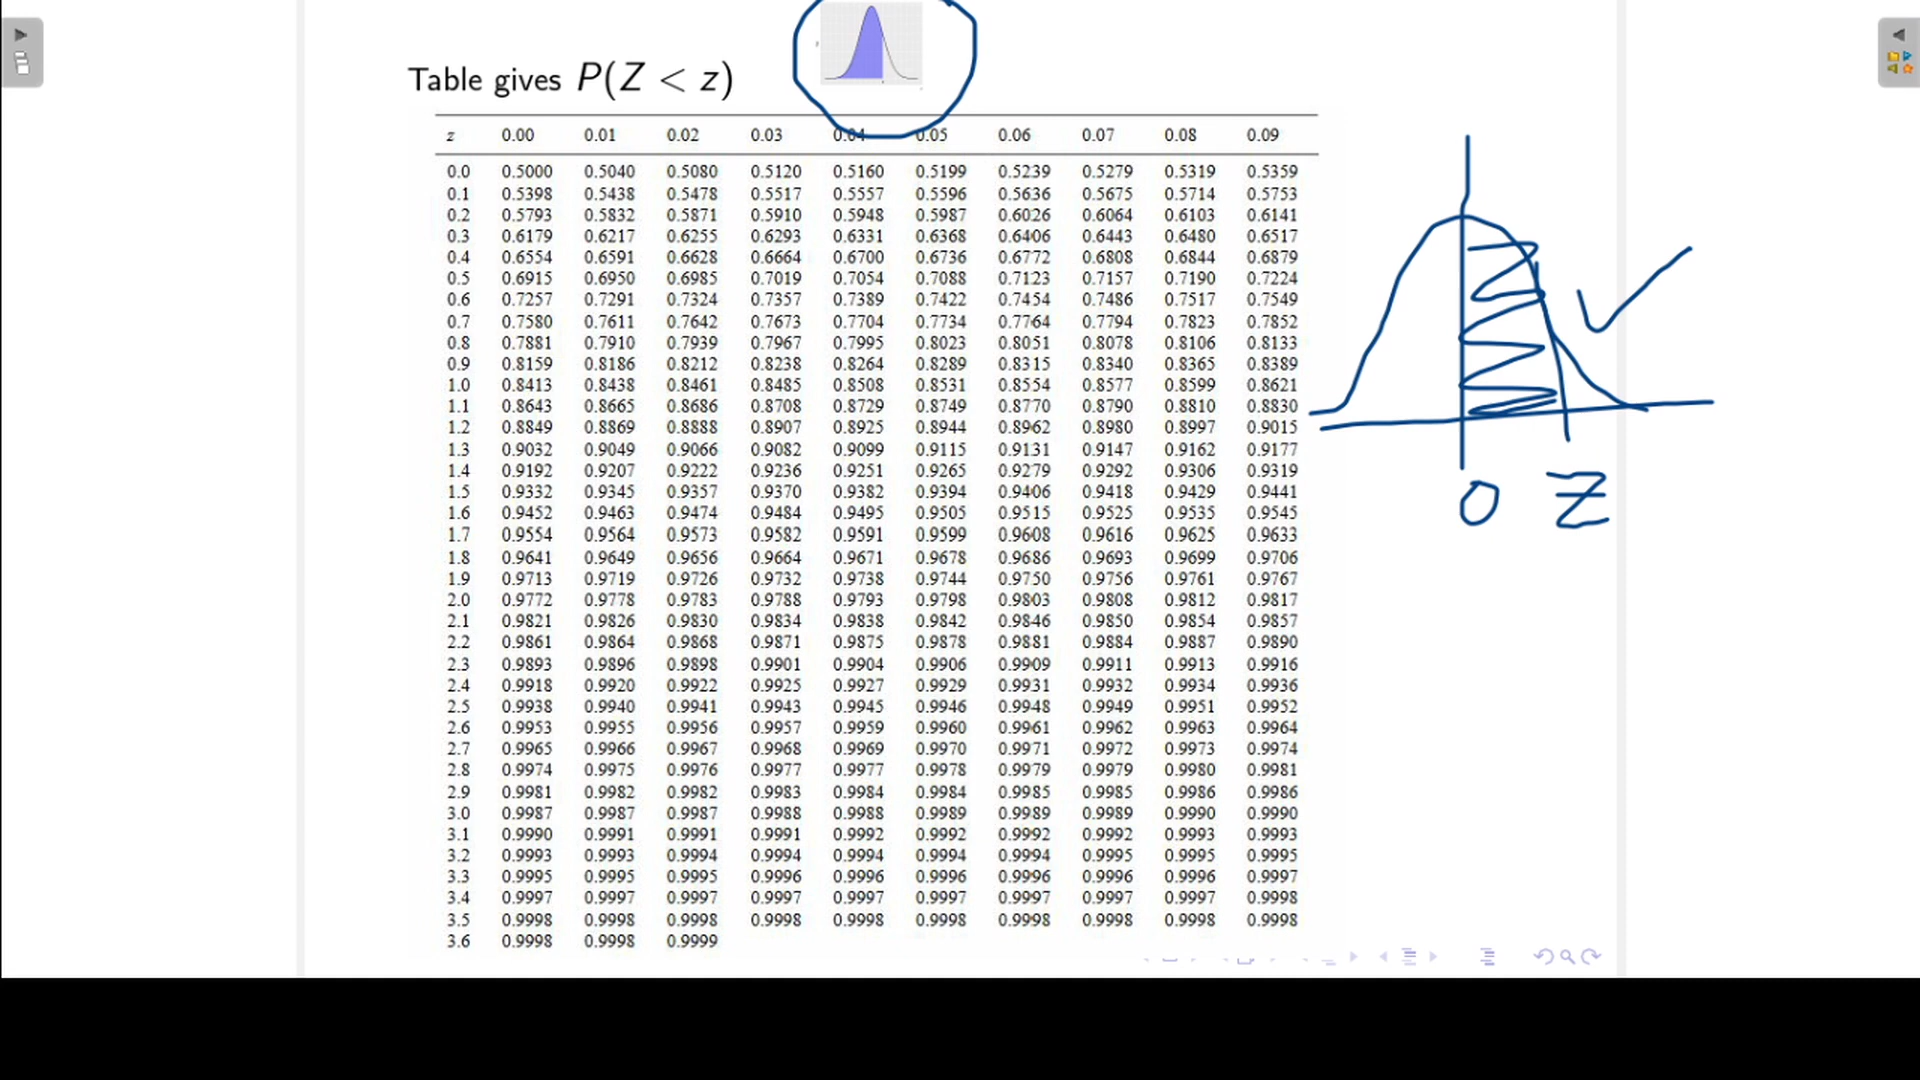 Table gives P(Z < z)
z 0.00 0.01 0.02 0.03 0.04 0.05 0.06 0.07 0.08 0.09
0.0 0.5000 0.5040 0.5080 0.5120 0.5160 0.5199 0.5239 0.5279 0.5319 0.5359
0.1 0.5398 0.5438 0.5478 0.5517 0.5557 0.5596 0.5636 0.5675 0.5714 0.5753
0.2 0.5793 0.5832 0.5871 0.5910 0.5948 0.5987 0.6026 0.6064 0.6103 0.6141
0.3 0.6179 0.6217 0.6255 0.6293 0.6331 0.6368 0.6406 0.6443 0.6480 0.6517
0.4 0.6554 0.6591 0.6628 0.6664 0.6700 0.6736 0.6772 0.6808 0.6844 0.6879
0.5 0.6915 0.6950 0.6985 0.7019 0.7054 0.7088 0.7123 0.7157 0.7190 0.7224
0.6 0.7257 0.7291 0.7324 0.7357 0.7389 0.7422 0.7454 0.7486 0.7517 0.7549
0.7 0.7580 0.7611 0.7642 0.7673 0.7704 0.7734 0.7764 0.7794 0.7823 0.7852
0.8 0.7881 0.7910 0.7939 0.7967 0.7995 0.8023 0.8051 0.8078 0.8106 0.8133
0.9 0.8159 0.8186 0.8212 0.8238 0.8264 0.8289 0.8315 0.8340 0.8365 0.8389
1.0 0.8413 0.8438 0.8461 0.8485 0.8508 0.8531 0.8554 0.8577 0.8599 0.8621
1.1 0.8643 0.8665 0.8686 0.8708 0.8729 0.8749 0.8770 0.8790 0.8810 0.8830
1.2 0.8849 0.8869 0.8888 0.8907 0.8925 0.8944 0.8962 0.8980 0.8997 0.9015
1.3 0.9032 0.9049 0.9066 0.9082 0.9099 0.9115 0.9131 0.9147 0.9162 0.9177
1.4 0.9192 0.9207 0.9222 0.9236 0.9251 0.9265 0.9279 0.9292 0.9306 0.9319
1.5 0.9332 0.9345 0.9357 0.9370 0.9382 0.9394 0.9406 0.9418 0.9429 0.9441
1.6 0.9452 0.9463 0.9474 0.9484 0.9495 0.9505 0.9515 0.9525 0.9535 0.9545
1.7 0.9554 0.9564 0.9573 0.9582 0.9591 0.9599 0.9608 0.9616 0.9625 0.9633
1.8 0.9641 0.9649 0.9656 0.9664 0.9671 0.9678 0.9686 0.9693 0.9699 0.9706
1.9 0.9713 0.9719 0.9726 0.9732 0.9738 0.9744 0.9750 0.9756 0.9761 0.9767
2.0 0.9772 0.9778 0.9783 0.9788 0.9793 0.9798 0.9803 0.9808 0.9812 0.9817
2.1 0.9821 0.9826 0.9830 0.9834 0.9838 0.9842 0.9846 0.9850 0.9854 0.9857
2.2 0.9861 0.9864 0.9868 0.9871 0.9875 0.9878 0.9881 0.9884 0.9887 0.9890
2.3 0.9893 0.9896 0.9898 0.9901 0.9904 0.9906 0.9909 0.9911 0.9913 0.9916
2.4 0.9918 0.9920 0.9922 0.9925 0.9927 0.9929 0.9931 0.9932 0.9934 0.9936
2.5 0.9938 0.9940 0.9941 0.9943 0.9945 0.9946 0.9948 0.9949 0.9951 0.9952
2.6 0.9953 0.9955 0.9956 0.9957 0.9959 0.9960 0.9961 0.9962 0.9963 0.9964
2.7 0.9965 0.9966 0.9967 0.9968 0.9969 0.9970 0.9971 0.9972 0.9973 0.9974
2.8 0.9974 0.9975 0.9976 0.9977 0.9977 0.9978 0.9979 0.9979 0.9980 0.9981
2.9 0.9981 0.9982 0.9982 0.9983 0.9984 0.9984 0.9985 0.9985 0.9986 0.9986
3.0 0.9987 0.9987 0.9987 0.9988 0.9988 0.9989 0.9989 0.9989 0.9990 0.9990
3.1 0.9990 0.9991 0.9991 0.9991 0.9992 0.9992 0.9992 0.9992 0.9993 0.9993
3.2 0.9993 0.9993 0.9994 0.9994 0.9994 0.9994 0.9994 0.9995 0.9995 0.9995
3.3 0.9995 0.9995 0.9995 0.9996 0.9996 0.9996 0.9996 0.9996 0.9996 0.9997
3.4 0.9997 0.9997 0.9997 0.9997 0.9997 0.9997 0.9997 0.9997 0.9997 0.9998
3.5 0.9998 0.9998 0.9998 0.9998 0.9998 0.9998 0.9998 0.9998 0.9998 0.9998
3.6 0.9998 0.9998 0.9999
0 Z